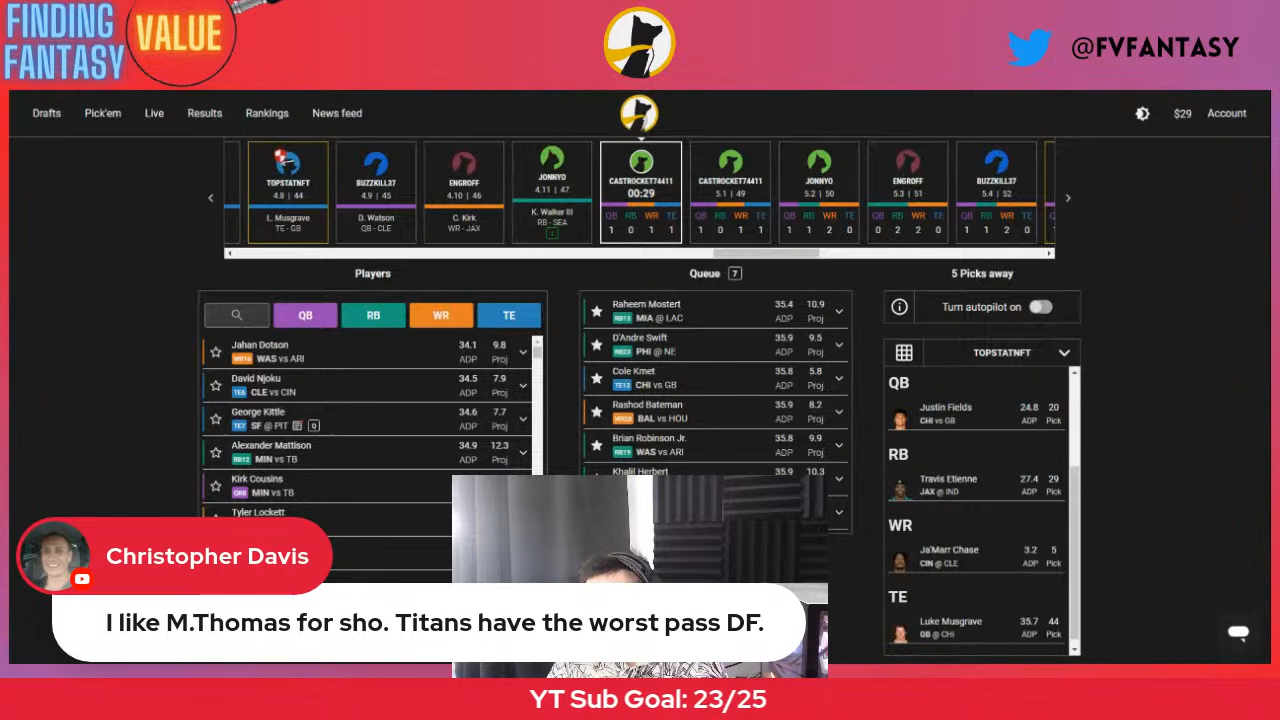 FINDING
FANTASY
VALUE
@FVFANTASY
Drafts Pick'em Live Results Rankings News feed $29 Account
TOPSTATNFT
4.8 | 44
L. Musgrave
TE - GB
BUZZKILL37
4.9 | 45
D. Watson
QB - CLE
ENGROFF
4.10 | 46
C. Kirk
WR - JAX
JONNYO
4.11 | 47
K. Walker III
RB - SEA
CASTROCKET74411
00:29
QB RB WR TE
1 0 1 1
CASTROCKET74411
5.1 | 49
QB RB WR TE
1 0 1 1
JONNYO
5.2 | 50
QB RB WR TE
1 1 2 0
ENGROFF
5.3 | 51
QB RB WR TE
0 2 2 0
BUZZKILL37
5.4 | 52
QB RB WR TE
1 1 2 0
Players
QB RB WR TE
Jahan Dotson 34.1 9.8
WR16 WAS vs ARI ADP Proj
David Njoku 34.5 7.9
TE6 CLE vs CIN ADP Proj
George Kittle 34.6 7.7
TE7 SF @ PIT Q ADP Proj
Alexander Mattison 34.9 12.3
RB12 MIN vs TB ADP Proj
Kirk Cousins
QB8 MIN vs TB
Tyler Lockett
Queue 7
Raheem Mostert 35.4 10.9
RB13 MIA @ LAC ADP Proj
D'Andre Swift 35.9 9.5
RB23 PHI @ NE ADP Proj
Cole Kmet 35.8 5.8
TE13 CHI vs GB ADP Proj
Rashod Bateman 35.9 8.2
BAL vs HOU ADP Proj
Brian Robinson Jr. 35.8 9.9
RB19 WAS vs ARI ADP Proj
Khalil Herbert 35.9 10.3
5 Picks away
Turn autopilot on
TOPSTATNFT
QB
Justin Fields 24.8 20
CHI vs GB ADP Pick
RB
Travis Etienne 27.4 29
JAX @ IND ADP Pick
WR
Ja'Marr Chase 3.2 5
CIN @ CLE ADP Pick
TE
Luke Musgrave 35.7 44
GB @ CHI ADP Pick
Christopher Davis
I like M.Thomas for sho. Titans have the worst pass DF.
YT Sub Goal: 23/25